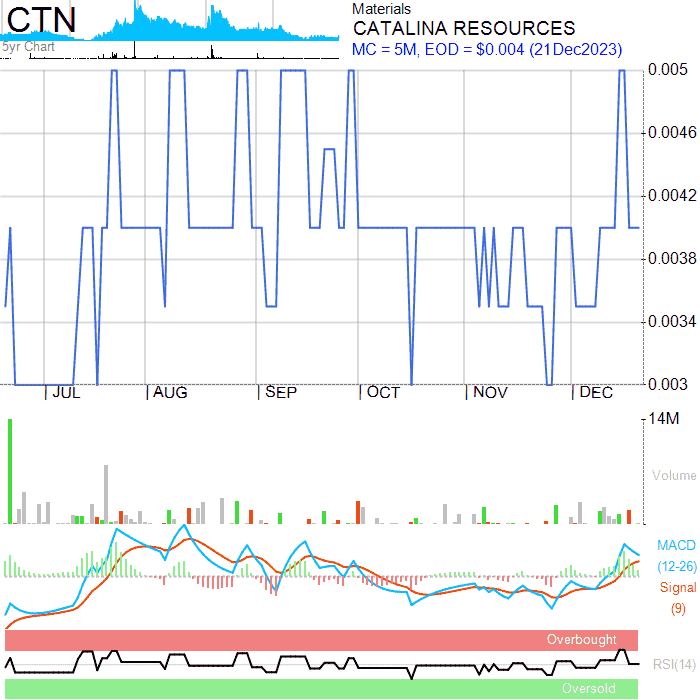 CTN
5yr Chart
Materials
CATALINA RESOURCES
MC = 5M, EOD = $0.004 (21Dec2023)
0.005
0.0046
0.0042
0.0038
0.0034
0.003
JUL AUG SEP OCT NOV DEC
14M
Volume
MACD
(12-26)
Signal
(9)
Overbought
RSI(14)
Oversold